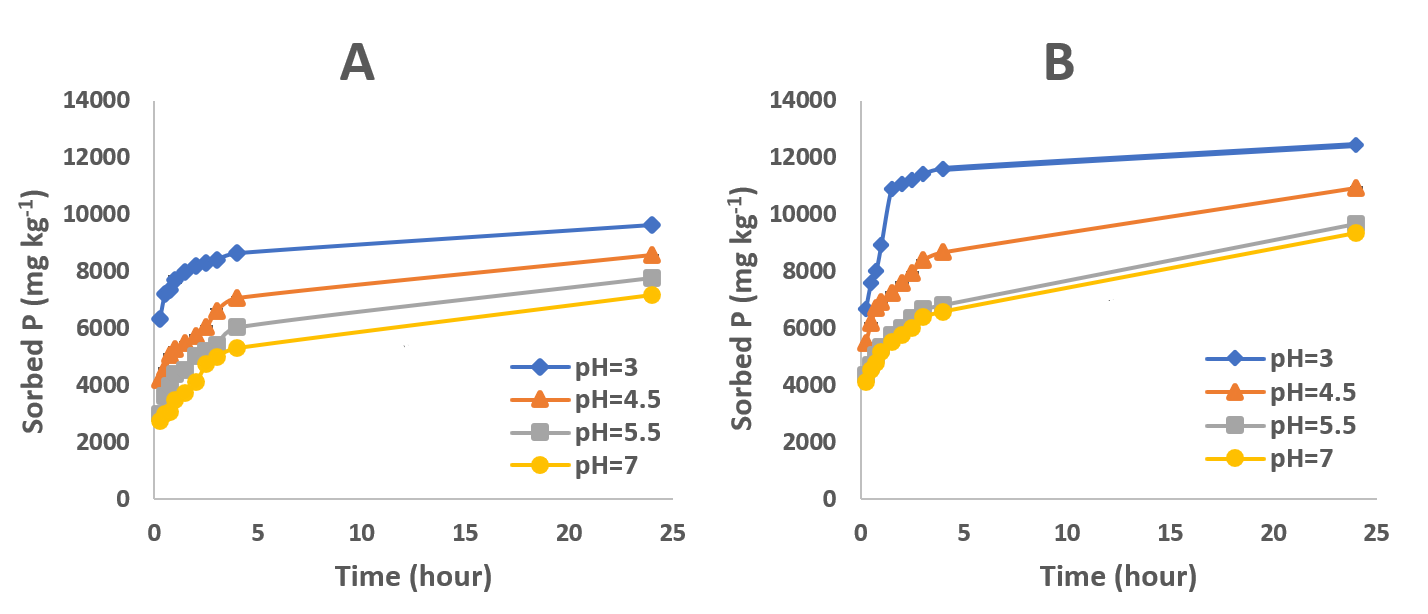 A
14000
12000
10000
8000
6000
4000
2000
0
0 5 10 15 20 25
Sorbed P (mg kg-1)
Time (hour)
pH=3
pH=4.5
pH=5.5
pH=7
B
14000
12000
10000
8000
6000
4000
2000
0
0 5 10 15 20 25
Sorbed P (mg kg-1)
Time (hour)
pH=3
pH=4.5
pH=5.5
pH=7